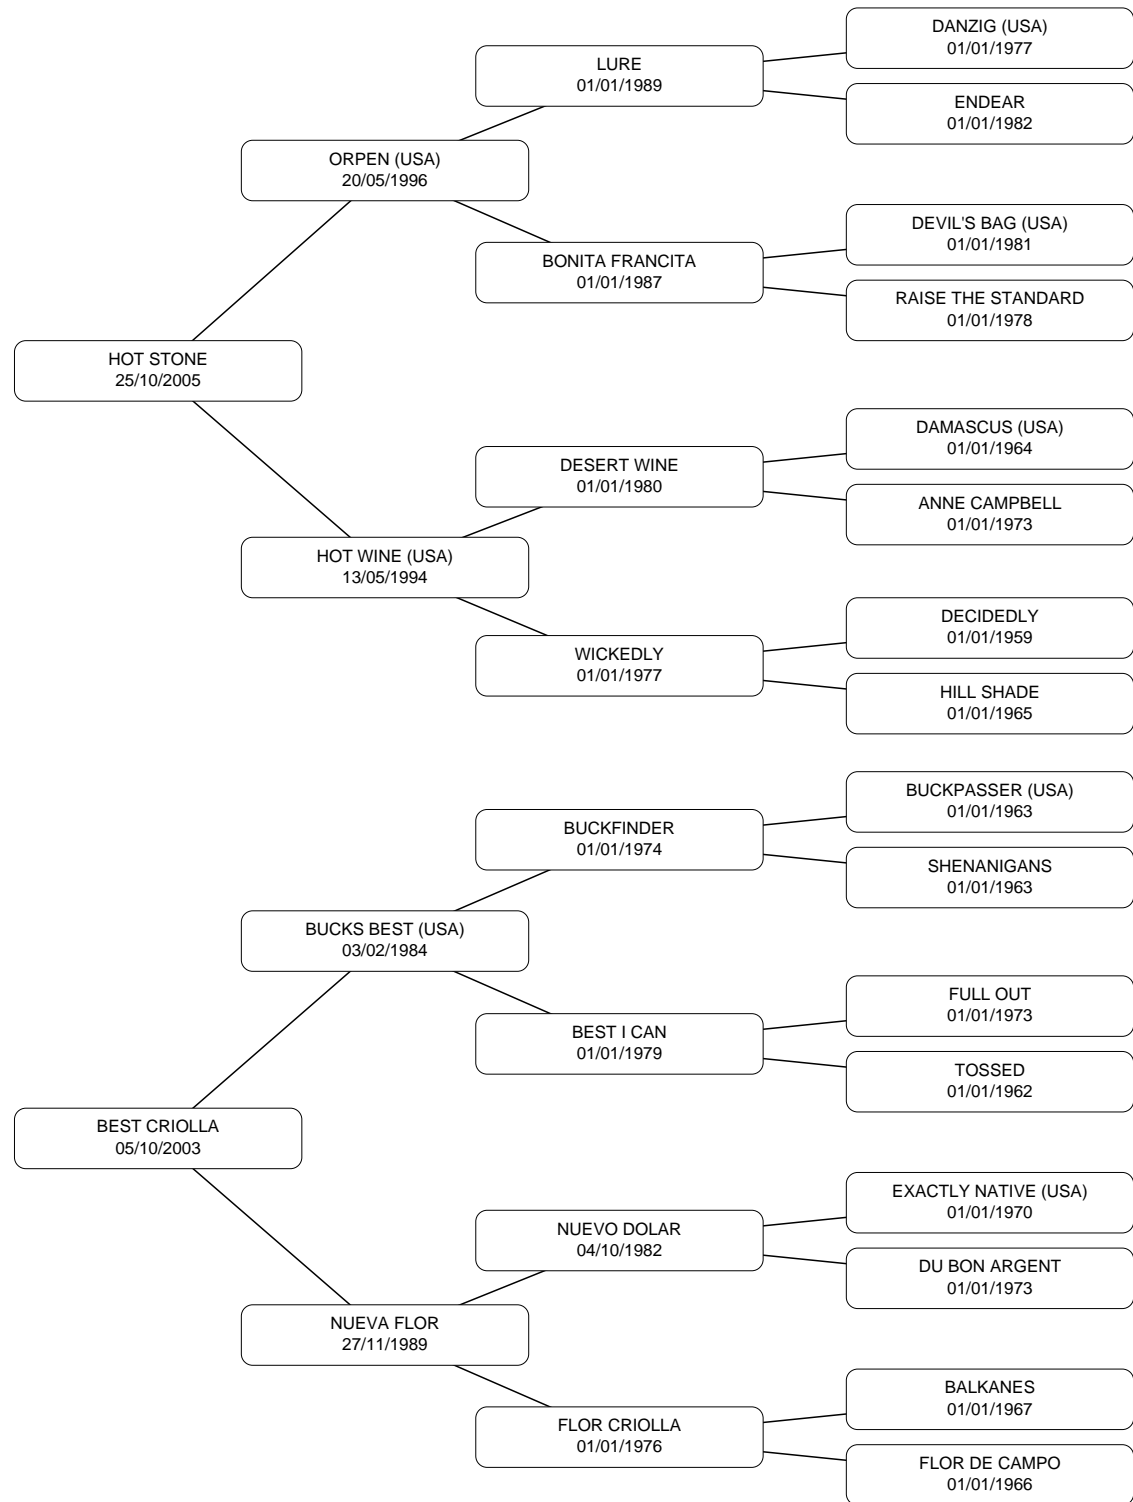 DANZIG (USA)
01/01/1977
LURE
01/01/1989
ENDEAR
01/01/1982
ORPEN (USA)
20/05/1996
DEVIL'S BAG (USA)
01/01/1981
BONITA FRANCITA
01/01/1987
RAISE THE STANDARD
01/01/1978
HOT STONE
25/10/2005
DAMASCUS (USA)
01/01/1964
DESERT WINE
01/01/1980
ANNE CAMPBELL
01/01/1973
HOT WINE (USA)
13/05/1994
DECIDEDLY
01/01/1959
WICKEDLY
01/01/1977
HILL SHADE
01/01/1965
BUCKPASSER (USA)
01/01/1963
BUCKFINDER
01/01/1974
SHENANIGANS
01/01/1963
BUCKS BEST (USA)
03/02/1984
FULL OUT
01/01/1973
BEST I CAN
01/01/1979
TOSSED
01/01/1962
BEST CRIOLLA
05/10/2003
EXACTLY NATIVE (USA)
01/01/1970
NUEVO DOLAR
04/10/1982
DU BON ARGENT
01/01/1973
NUEVA FLOR
27/11/1989
BALKANES
01/01/1967
FLOR CRIOLLA
01/01/1976
FLOR DE CAMPO
01/01/1966